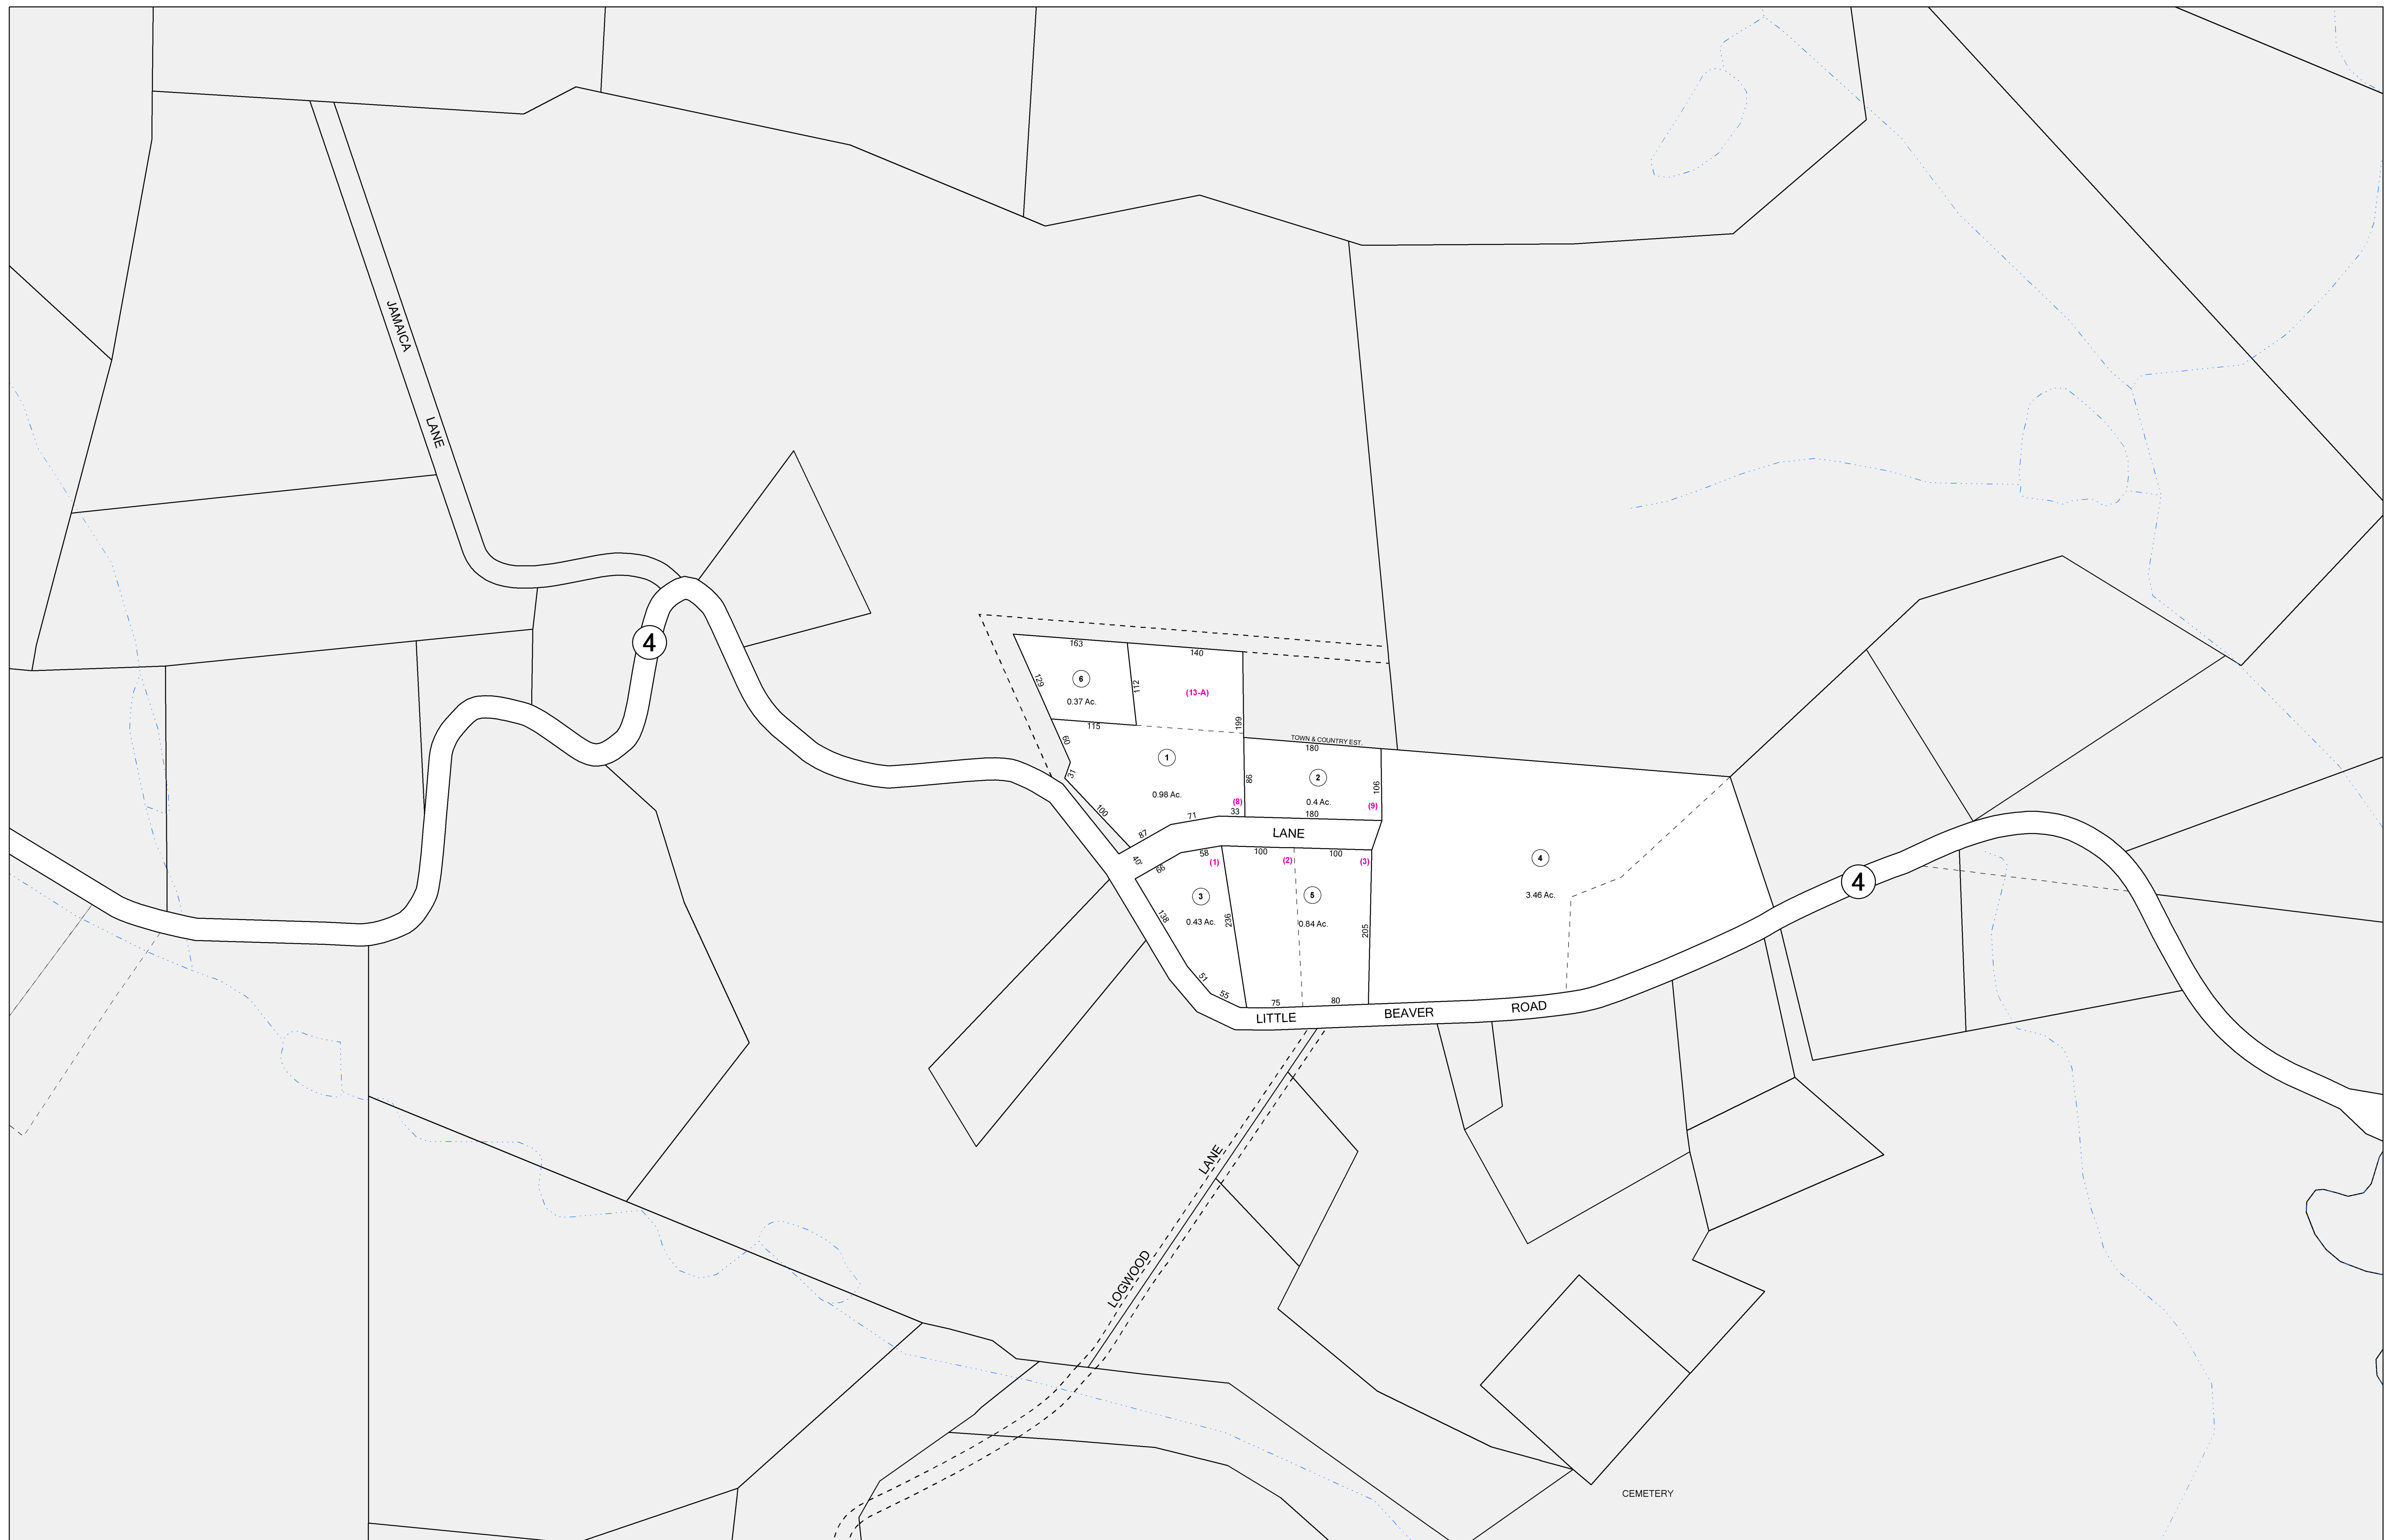 JAMAICA
LANE
4
163
140
129
6
0.37 Ac.
112
(13-A)
115
199
60
TOWN & COUNTRY EST.
180
31
1
0.98 Ac.
86
2
0.4 Ac.
106
(8)
(9)
100
33
180
71
87
LANE
40'
66
58
(1)
100
(2)
100
(3)
4
3.46 Ac.
4
3
0.43 Ac.
138
236
5
0.84 Ac.
205
51
55
75
80
LITTLE BEAVER ROAD
LOGWOOD LANE
CEMETERY